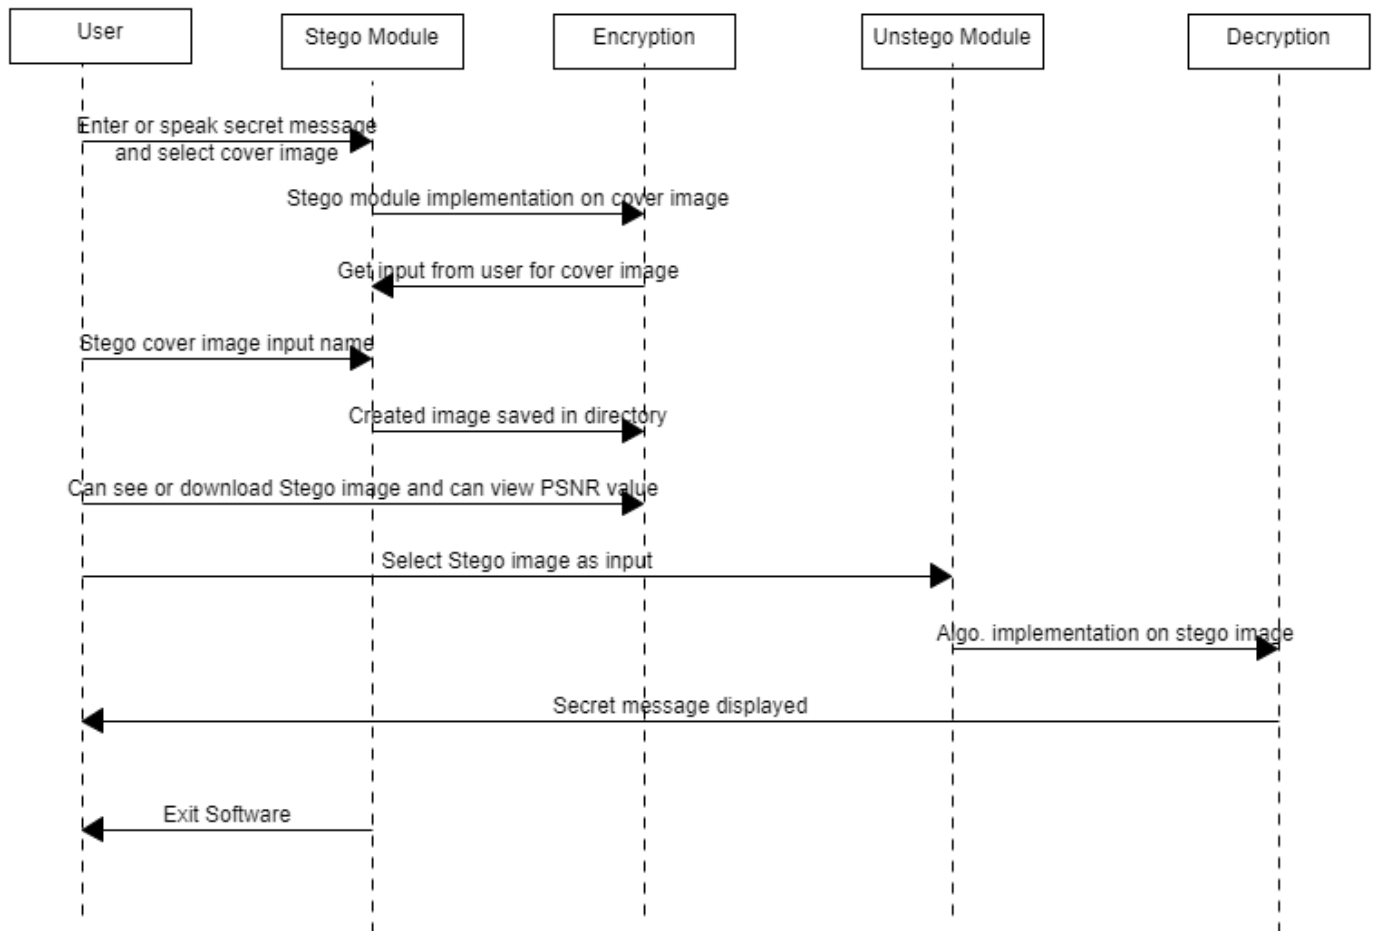 User
Stego Module
Encryption
Unstego Module
Decryption
Enter or speak secret message
and select cover image
Stego module implementation on cover image
Get input from user for cover image
Stego cover image input name
Created image saved in directory
Can see or download Stego image and can view PSNR value
Select Stego image as input
Algo. implementation on stego image
Secret message displayed
Exit Software